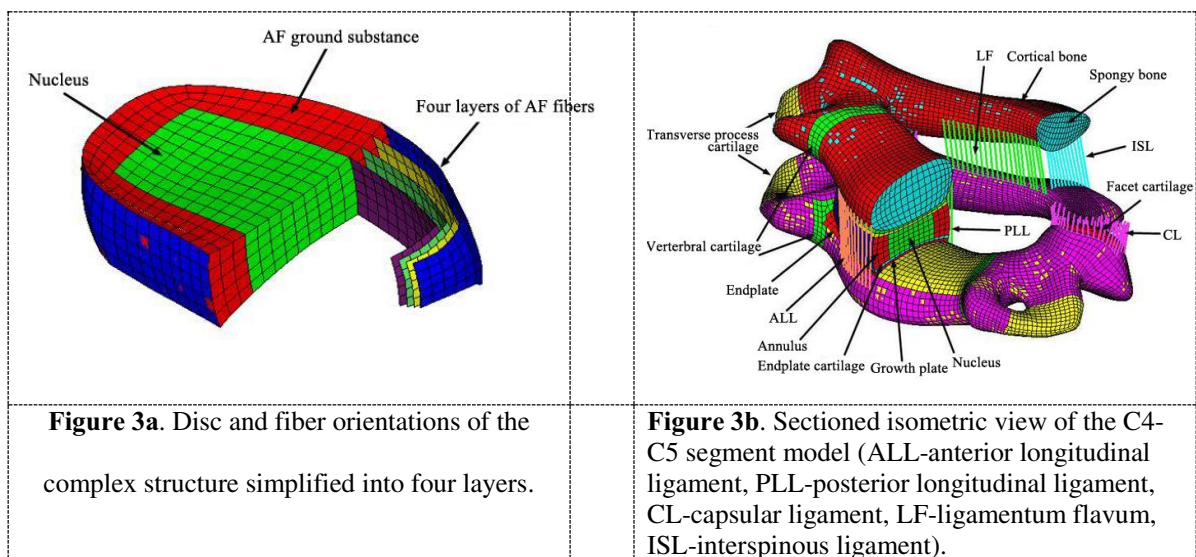 AF ground substance
Nucleus
Four layers of AF fibers
LF
Cortical bone
Spongy bone
Transverse process
cartilage
ISL
Facet cartilage
CL
Verterbral cartilage
PLL
Endplate
ALL
Annulus
Endplate cartilage
Growth plate
Nucleus
Figure 3a. Disc and fiber orientations of the
complex structure simplified into four layers.
Figure 3b. Sectioned isometric view of the C4-
C5 segment model (ALL-anterior longitudinal
ligament, PLL-posterior longitudinal ligament,
CL-capsular ligament, LF-ligamentum flavum,
ISL-interspinous ligament).